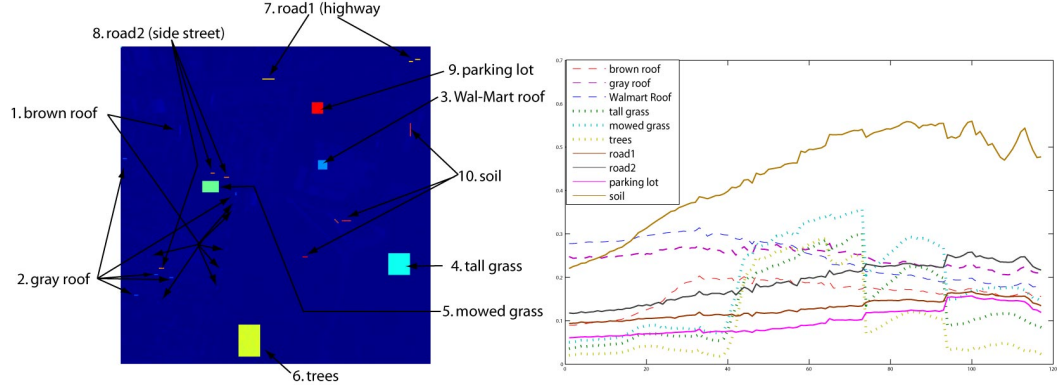 7. road1 (highway
8. road2 (side street)
9. parking lot
3. Wal-Mart roof
1. brown roof
10. soil
2. gray roof
4. tall grass
5. mowed grass
6. trees
0.7
0.6
0.5
0.4
0.3
0.2
0.1
0
brown roof
gray roof
Walmart Roof
tall grass
mowed grass
trees
road1
road2
parking lot
soil
0 20 40 60 80 100 120